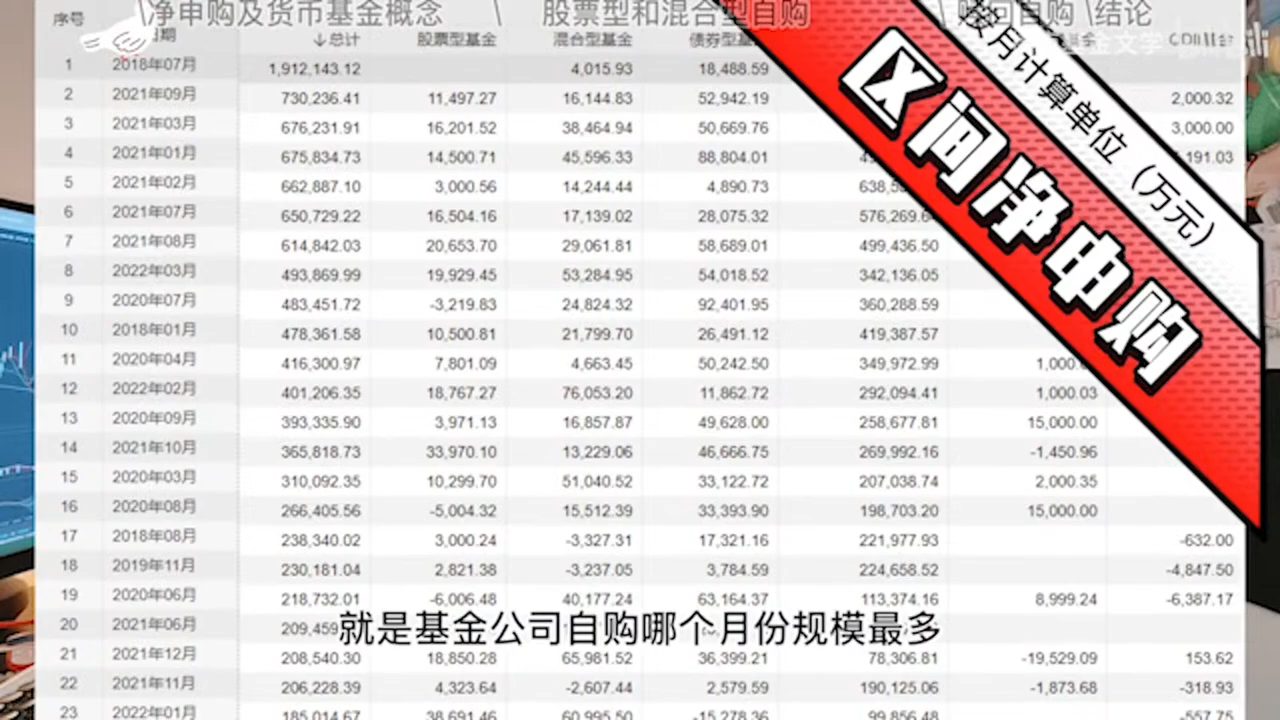 净申购及货币基金概念 \ 股票型和混合型自购 \ 赎回自购 \结论
序号 日期 ↓总计 股票型基金 混合型基金 债券型基
1 2018年07月 1,912,143.12 4,015.93 18,488.59
2 2021年09月 730,236.41 11,497.27 16,144.83 52,942.19 2,000.32
3 2021年03月 676,231.91 16,201.52 38,464.94 50,669.76 3,000.00
4 2021年01月 675,834.73 14,500.71 45,596.33 88,804.01 191.03
5 2021年02月 662,887.10 3,000.56 14,244.44 4,890.73
6 2021年07月 650,729.22 16,504.16 17,139.02 28,075.32
7 2021年08月 614,842.03 20,653.70 29,061.81 58,689.01 499,436.50
8 2022年03月 493,869.99 19,929.45 53,284.95 54,018.52 342,136.05
9 2020年07月 483,451.72 -3,219.83 24,824.32 92,401.95 360,288.59
10 2018年01月 478,361.58 10,500.81 21,799.70 26,491.12 419,387.57
11 2020年04月 416,300.97 7,801.09 4,663.45 50,242.50 349,972.99
12 2022年02月 401,206.35 18,767.27 76,053.20 11,862.72 292,094.41 1,000.03
13 2020年09月 393,335.90 3,971.13 16,857.87 49,628.00 258,677.81 15,000.00
14 2021年10月 365,818.73 33,970.10 13,229.06 46,666.75 269,992.16 -1,450.96
15 2020年03月 310,092.35 10,299.70 51,040.52 33,122.72 207,038.74 2,000.35
16 2020年08月 266,405.56 -5,004.32 15,512.39 33,393.90 198,703.20 15,000.00
17 2018年08月 238,340.02 3,000.24 -3,327.31 17,321.16 221,977.93 -632.00
18 2019年11月 230,181.04 2,821.38 -3,237.05 3,784.59 224,658.52 -4,847.50
19 2020年06月 218,732.01 -6,006.48 40,177.24 63,164.37 113,374.16 8,999.24 -6,387.17
20 2021年06月
21 2021年12月 208,540.30 18,850.28 65,981.52 36,399.21 78,306.81 -19,529.09 153.62
22 2021年11月 206,228.39 4,323.64 -2,607.44 2,579.59 190,125.06 -1,873.68 -318.93
23 2022年01月 185,014.67 38,691.46 60,995.50 -15,278.36 99,856.48 -557.75
按月计算单位（万元）
区间净申购
就是基金公司自购哪个月份规模最多